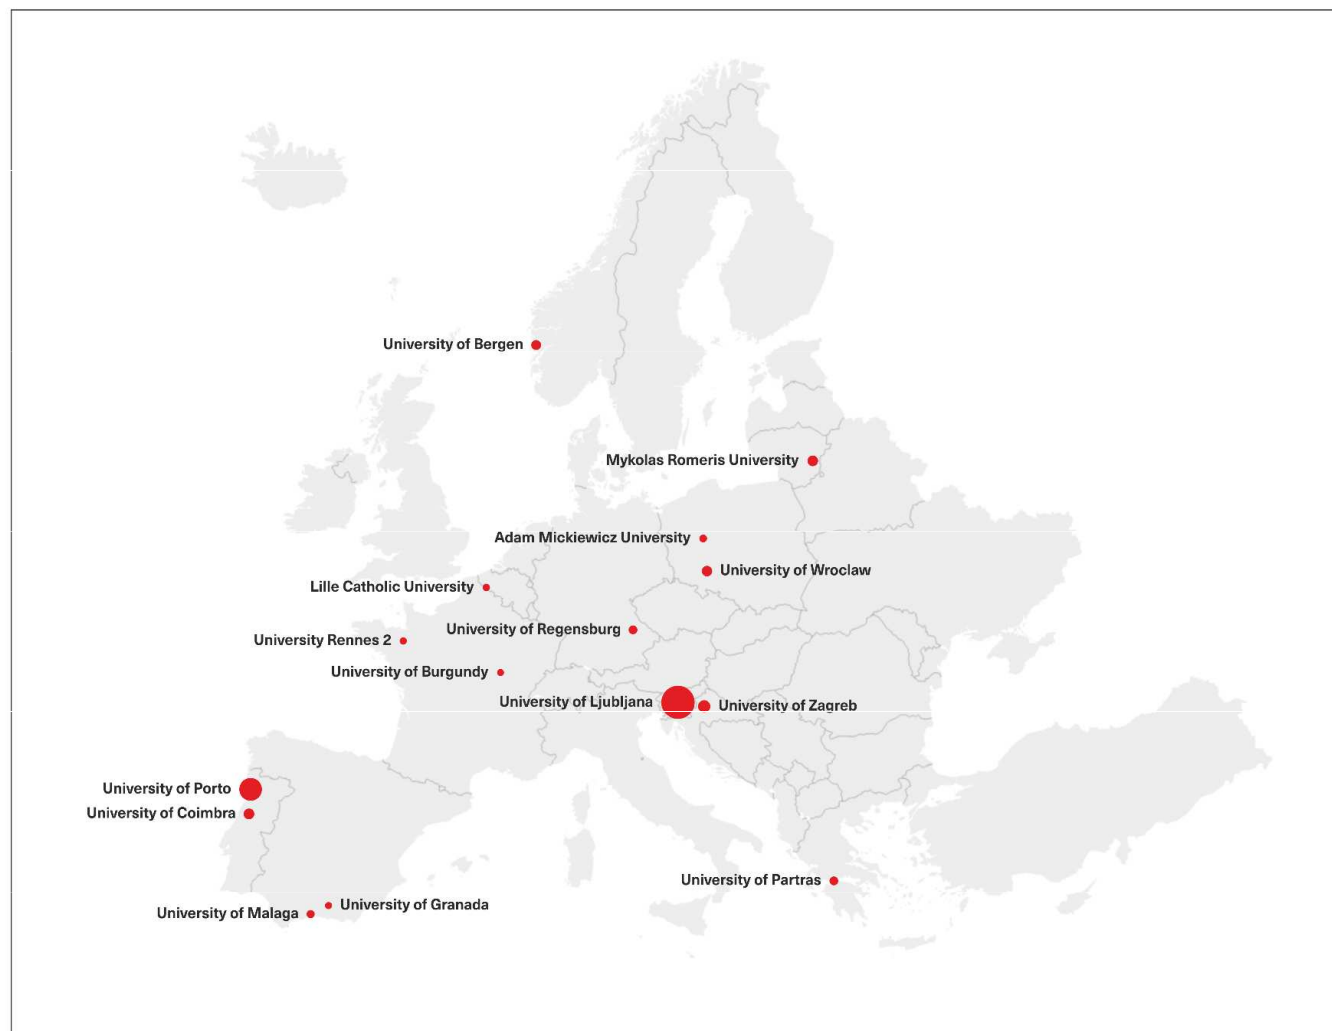 University of Bergen
Mykolas Romeris University
Adam Mickiewicz University
University of Wroclaw
Lille Catholic University
University of Regensburg
University Rennes 2
University of Burgundy
University of Ljubljana
University of Zagreb
University of Porto
University of Coimbra
University of Partras
University of Granada
University of Malaga